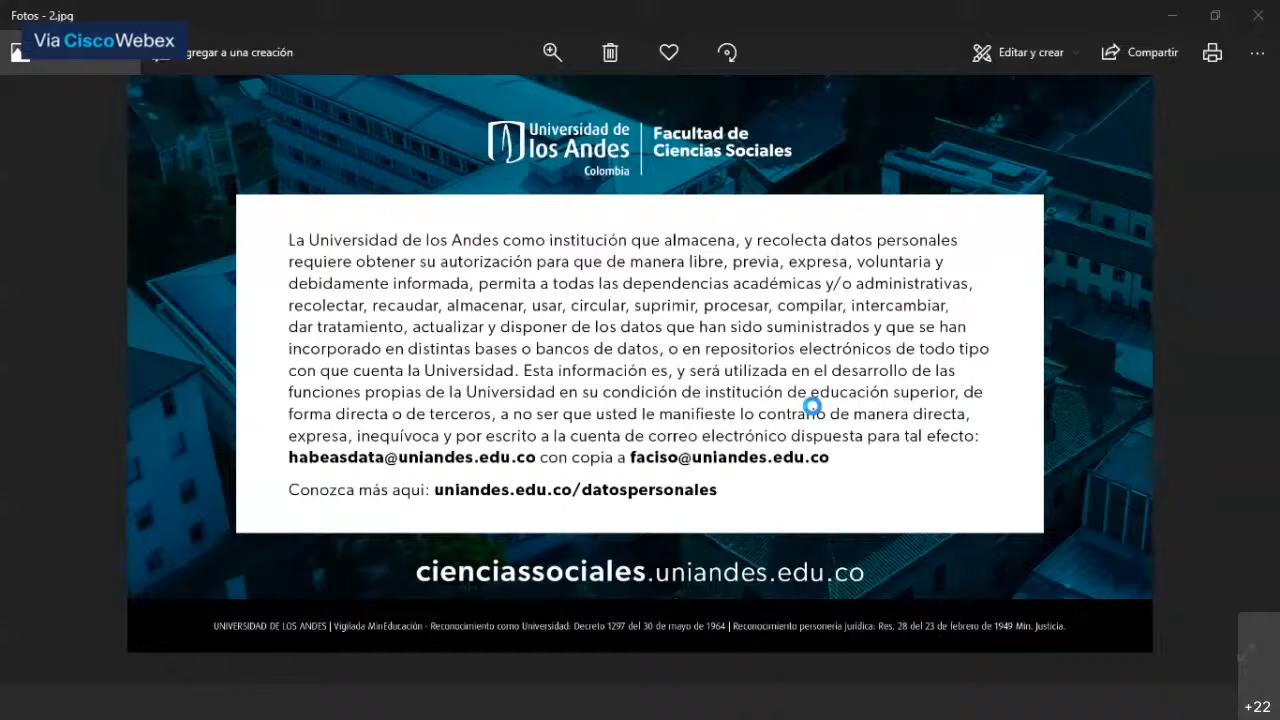 Fotos - 2.jpg
Vía CiscoWebex
gregar a una creación
Editar y crear
Compartir
Universidad de
los Andes
Colombia
Facultad de
Ciencias Sociales
La Universidad de los Andes como institución que almacena, y recolecta datos personales
requiere obtener su autorización para que de manera libre, previa, expresa, voluntaria y
debidamente informada, permita a todas las dependencias académicas y/o administrativas,
recolectar, recaudar, almacenar, usar, circular, suprimir, procesar, compilar, intercambiar,
dar tratamiento, actualizar y disponer de los datos que han sido suministrados y que se han
incorporado en distintas bases o bancos de datos, o en repositorios electrónicos de todo tipo
con que cuenta la Universidad. Esta información es, y será utilizada en el desarrollo de las
funciones propias de la Universidad en su condición de institución de educación superior, de
forma directa o de terceros, a no ser que usted le manifieste lo contrario de manera directa,
expresa, inequívoca y por escrito a la cuenta de correo electrónico dispuesta para tal efecto:
habeasdata@uniandes.edu.co con copia a faciso@uniandes.edu.co
Conozca más aqui: uniandes.edu.co/datospersonales
cienciassociales.uniandes.edu.co
UNIVERSIDAD DE LOS ANDES | Vigilada MinEducación - Reconocimiento como Universidad: Decreto 1297 del 30 de mayo de 1964 | Reconocimiento personería jurídica: Res. 28 del 23 de febrero de 1949 Min. Justicia.
+22